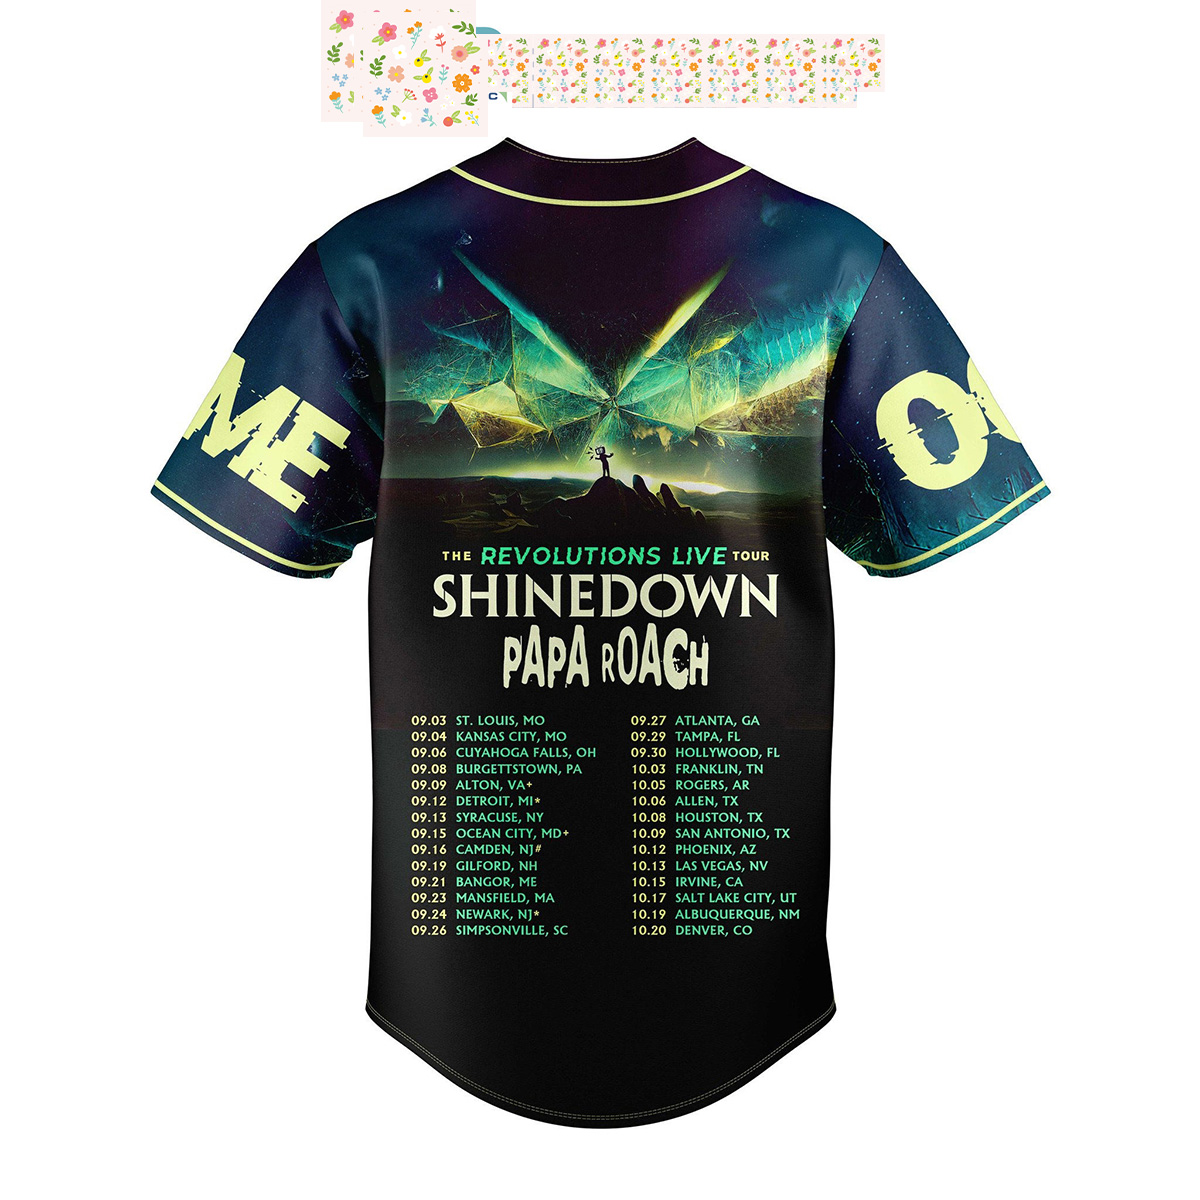 C
ME
O
THE REVOLUTIONS LIVE TOUR
SHINEDOWN
PAPA ROACH
09.03 ST. LOUIS, MO
09.04 KANSAS CITY, MO
09.06 CUYAHOGA FALLS, OH
09.08 BURGETTSTOWN, PA
09.09 ALTON, VA+
09.12 DETROIT, MI*
09.13 SYRACUSE, NY
09.15 OCEAN CITY, MD+
09.16 CAMDEN, NJ#
09.19 GILFORD, NH
09.21 BANGOR, ME
09.23 MANSFIELD, MA
09.24 NEWARK, NJ*
09.26 SIMPSONVILLE, SC
09.27 ATLANTA, GA
09.29 TAMPA, FL
09.30 HOLLYWOOD, FL
10.03 FRANKLIN, TN
10.05 ROGERS, AR
10.06 ALLEN, TX
10.08 HOUSTON, TX
10.09 SAN ANTONIO, TX
10.12 PHOENIX, AZ
10.13 LAS VEGAS, NV
10.15 IRVINE, CA
10.17 SALT LAKE CITY, UT
10.19 ALBUQUERQUE, NM
10.20 DENVER, CO